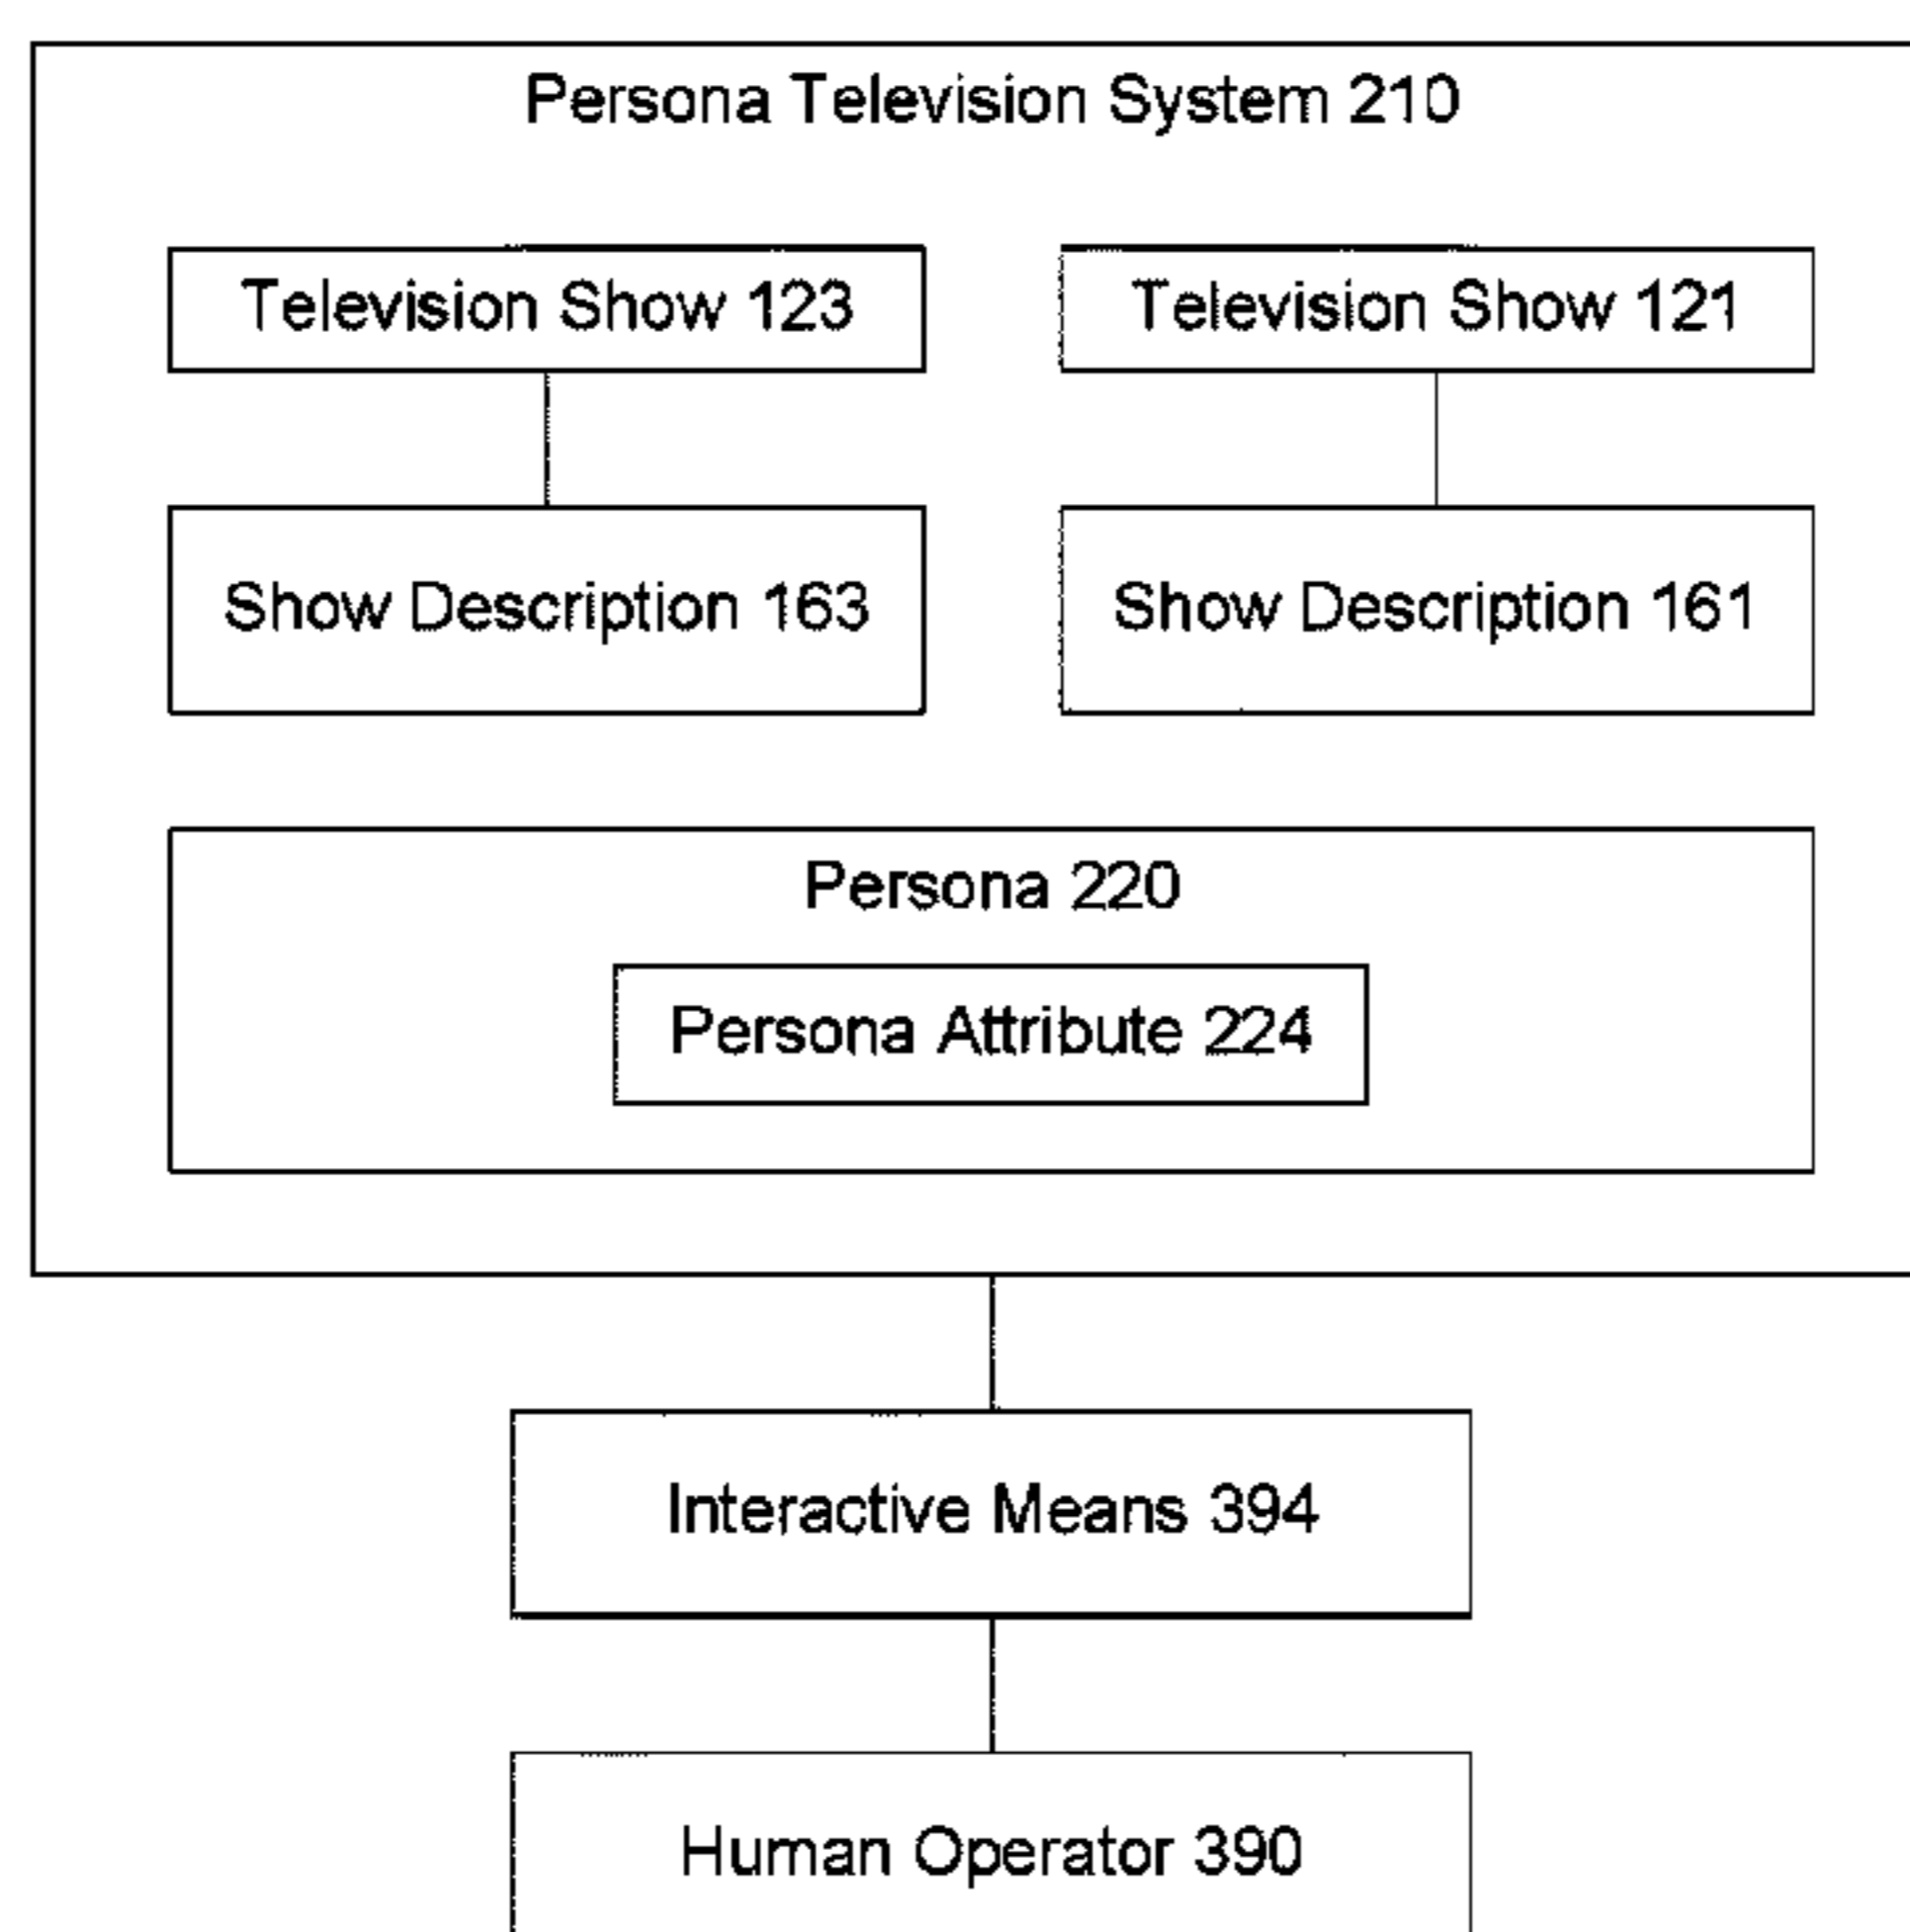 Persona Television System 210
Television Show 123
Television Show 121
Show Description 163
Show Description 161
Persona 220
Persona Attribute 224
Interactive Means 394
Human Operator 390